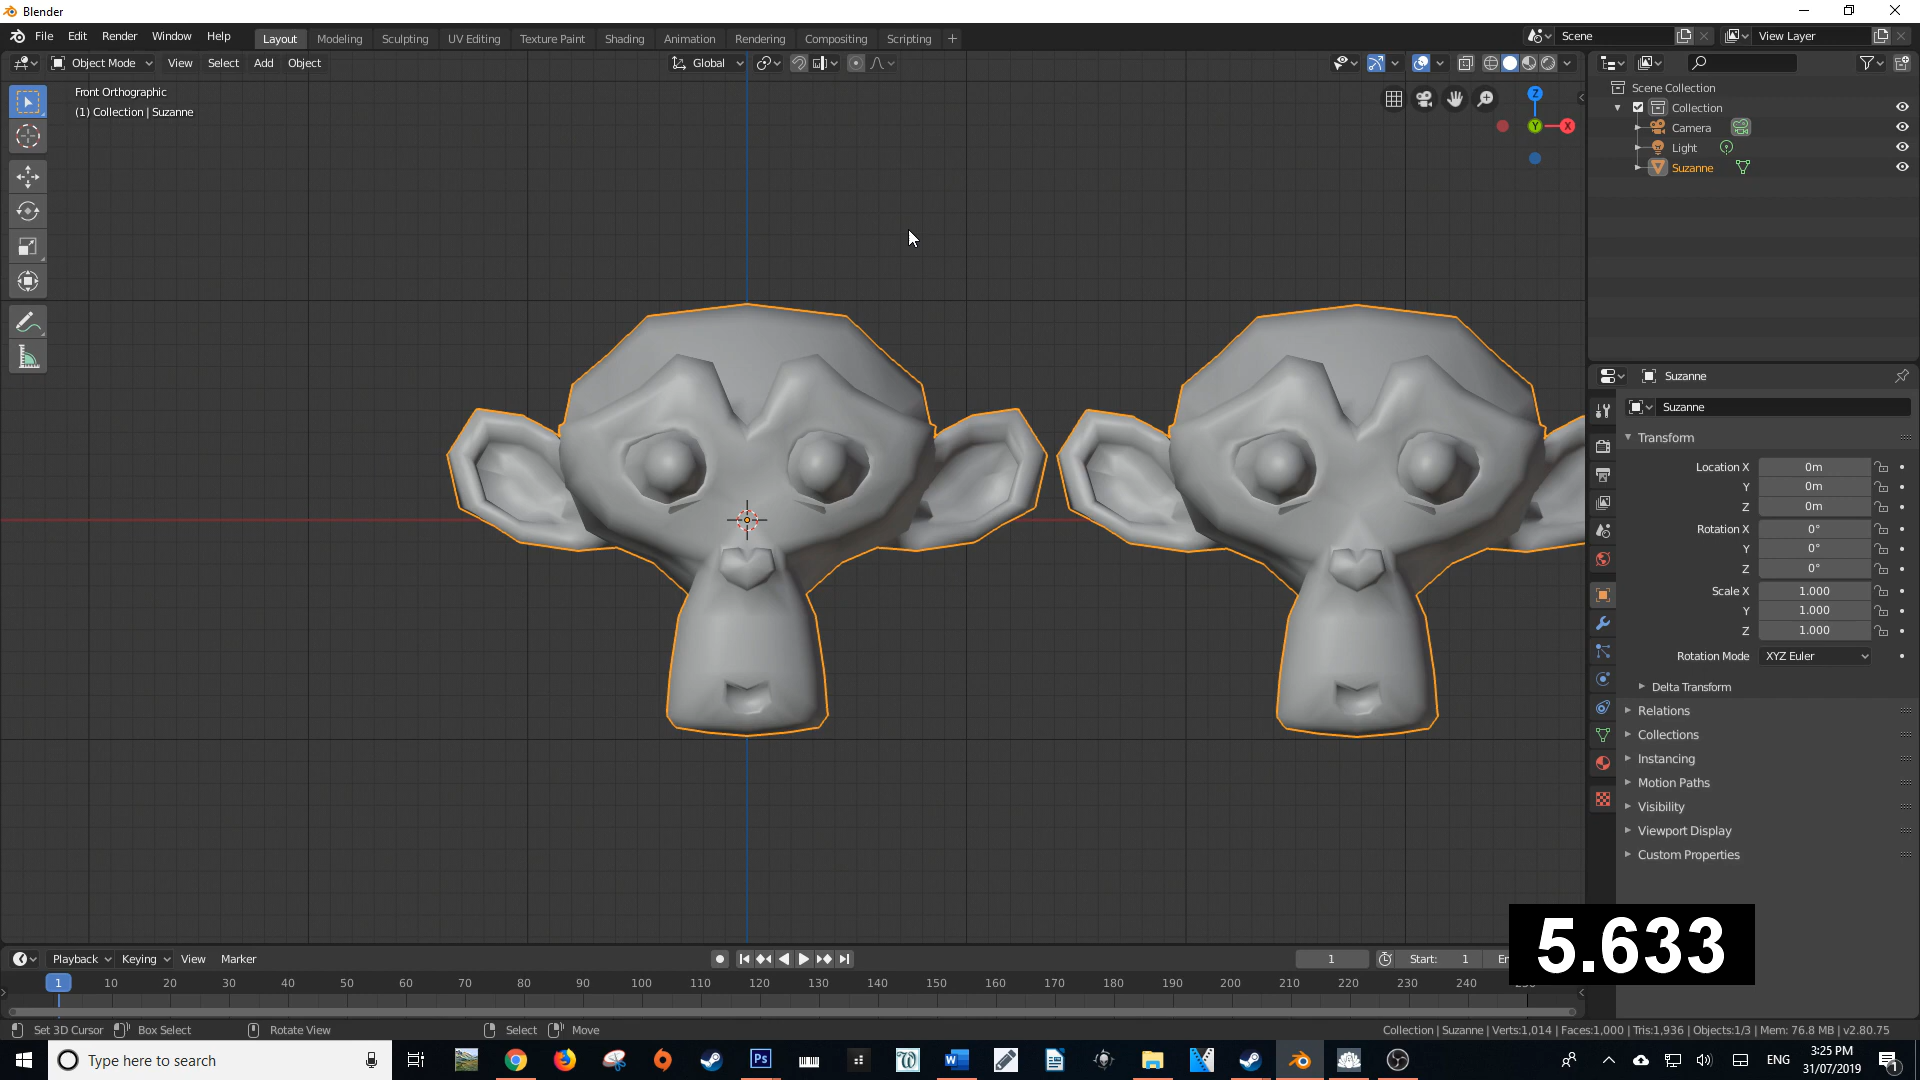 Blender
File Edit Render Window Help
Layout Modeling Sculpting UV Editing Texture Paint Shading Animation Rendering Compositing Scripting +
Scene
View Layer
Object Mode View Select Add Object
Global
Front Orthographic
(1) Collection | Suzanne
Z
Y
X
Scene Collection
Collection
Camera
Light
Suzanne
Suzanne
Suzanne
Transform
Location X 0m
Y 0m
Z 0m
Rotation X 0°
Y 0°
Z 0°
Scale X 1.000
Y 1.000
Z 1.000
Rotation Mode XYZ Euler
Delta Transform
Relations
Collections
Instancing
Motion Paths
Visibility
Viewport Display
Custom Properties
5.633
Playback Keying View Marker
1
Start: 1
1 10 20 30 40 50 60 70 80 90 100 110 120 130 140 150 160 170 180 190 200 210 220 230 240
Set 3D Cursor Box Select Rotate View Select Move
Collection | Suzanne | Verts:1,014 | Faces:1,000 | Tris:1,936 | Objects:1/3 | Mem: 76.8 MB | v2.80.75
Type here to search
Ps
ENG
3:25 PM
31/07/2019
1